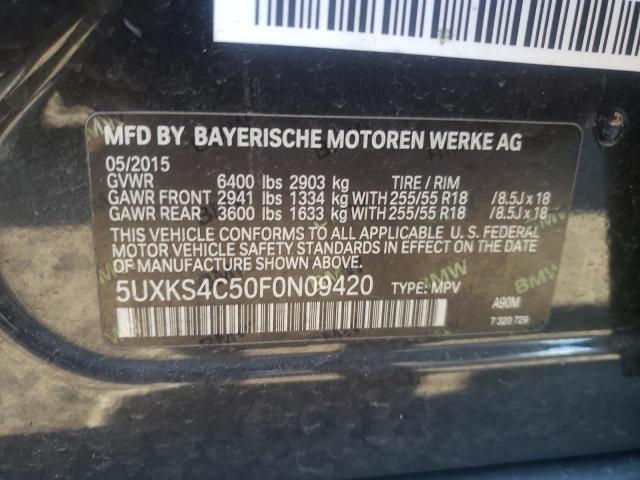 MFD BY BAYERISCHE MOTOREN WERKE AG
05/2015
GVWR 6400 lbs 2903 kg TIRE / RIM
GAWR FRONT 2941 lbs 1334 kg WITH 255/55 R18 /8.5J x 18
GAWR REAR 3600 lbs 1633 kg WITH 255/55 R18 /8.5J x 18
THIS VEHICLE CONFORMS TO ALL APPLICABLE U. S. FEDERAL
MOTOR VEHICLE SAFETY STANDARDS IN EFFECT ON THE
DATE OF MANUFACTURE SHOWN ABOVE.
5UXKS4C50F0N09420 TYPE: MPV
A90M
7 320 729